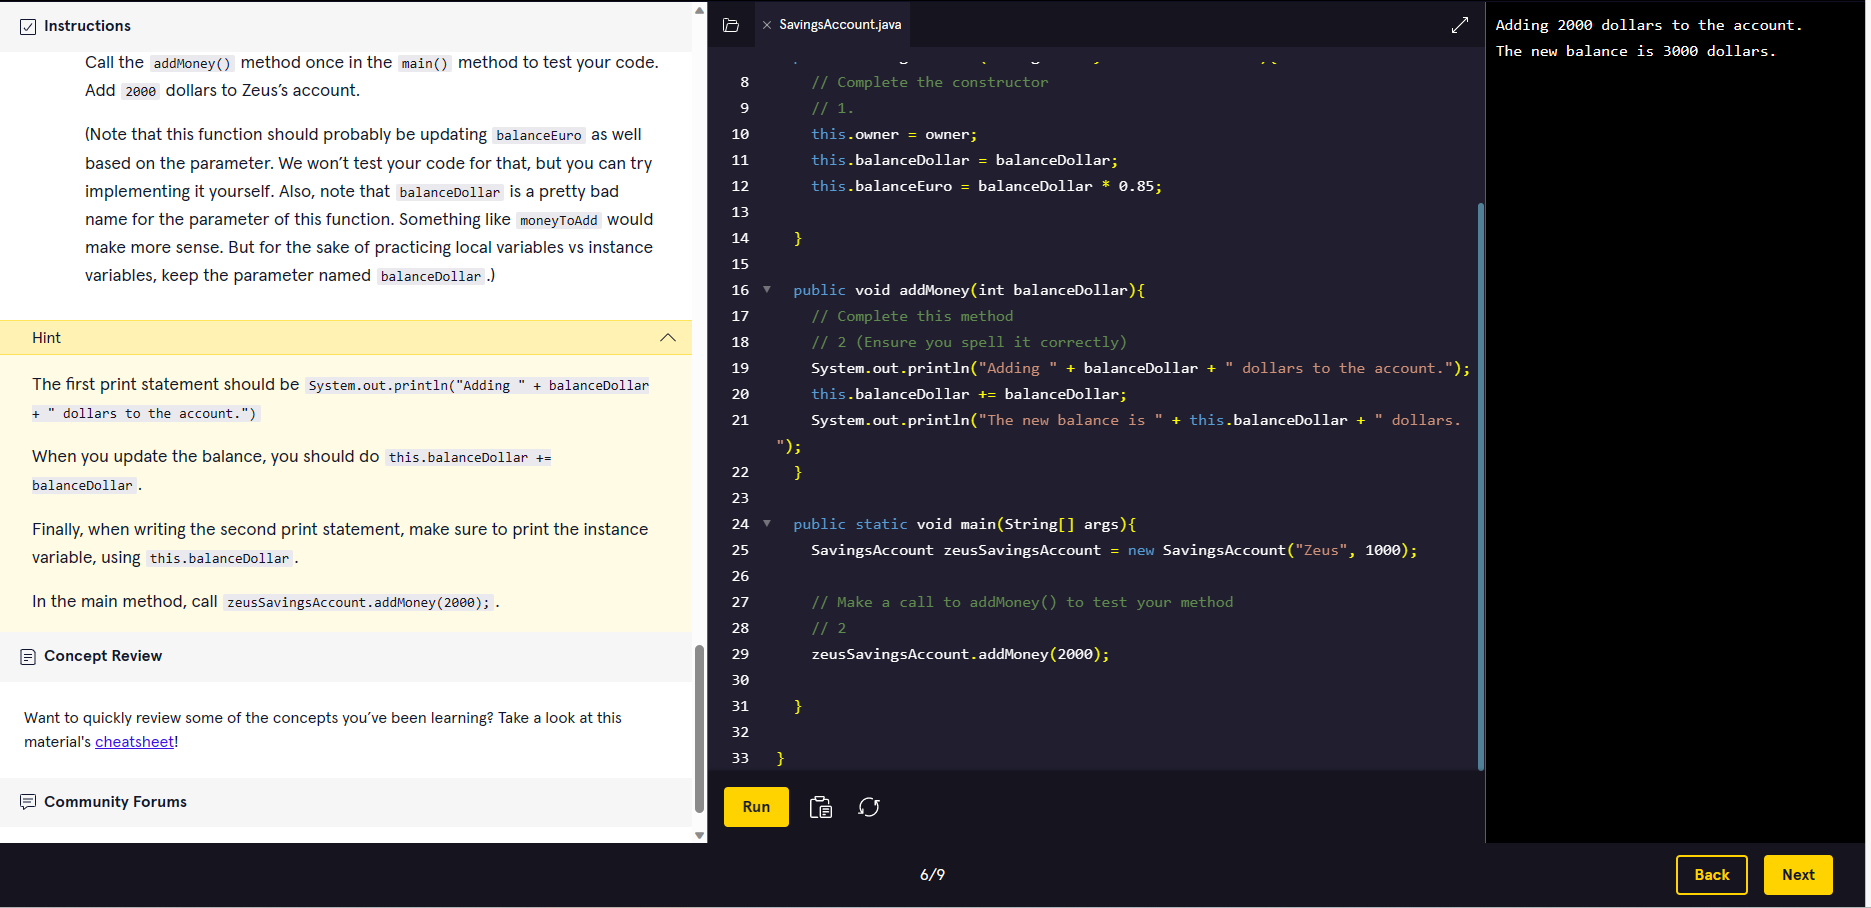 Instructions
Call the addMoney() method once in the main() method to test your code.
Add 2000 dollars to Zeus’s account.
(Note that this function should probably be updating balanceEuro as well
based on the parameter. We won’t test your code for that, but you can try
implementing it yourself. Also, note that balanceDollar is a pretty bad
name for the parameter of this function. Something like moneyToAdd would
make more sense. But for the sake of practicing local variables vs instance
variables, keep the parameter named balanceDollar.)
Hint
The first print statement should be System.out.println("Adding " + balanceDollar
+ " dollars to the account.")
When you update the balance, you should do this.balanceDollar +=
balanceDollar.
Finally, when writing the second print statement, make sure to print the instance
variable, using this.balanceDollar.
In the main method, call zeusSavingsAccount.addMoney(2000);.
Concept Review
Want to quickly review some of the concepts you’ve been learning? Take a look at this
material's cheatsheet!
Community Forums
SavingsAccount.java
8 // Complete the constructor
9 // 1.
10 this.owner = owner;
11 this.balanceDollar = balanceDollar;
12 this.balanceEuro = balanceDollar * 0.85;
13
14 }
15
16 public void addMoney(int balanceDollar){
17 // Complete this method
18 // 2 (Ensure you spell it correctly)
19 System.out.println("Adding " + balanceDollar + " dollars to the account.");
20 this.balanceDollar += balanceDollar;
21 System.out.println("The new balance is " + this.balanceDollar + " dollars.
");
22 }
23
24 public static void main(String[] args){
25 SavingsAccount zeusSavingsAccount = new SavingsAccount("Zeus", 1000);
26
27 // Make a call to addMoney() to test your method
28 // 2
29 zeusSavingsAccount.addMoney(2000);
30
31 }
32
33 }
Run
Adding 2000 dollars to the account.
The new balance is 3000 dollars.
6/9
Back
Next